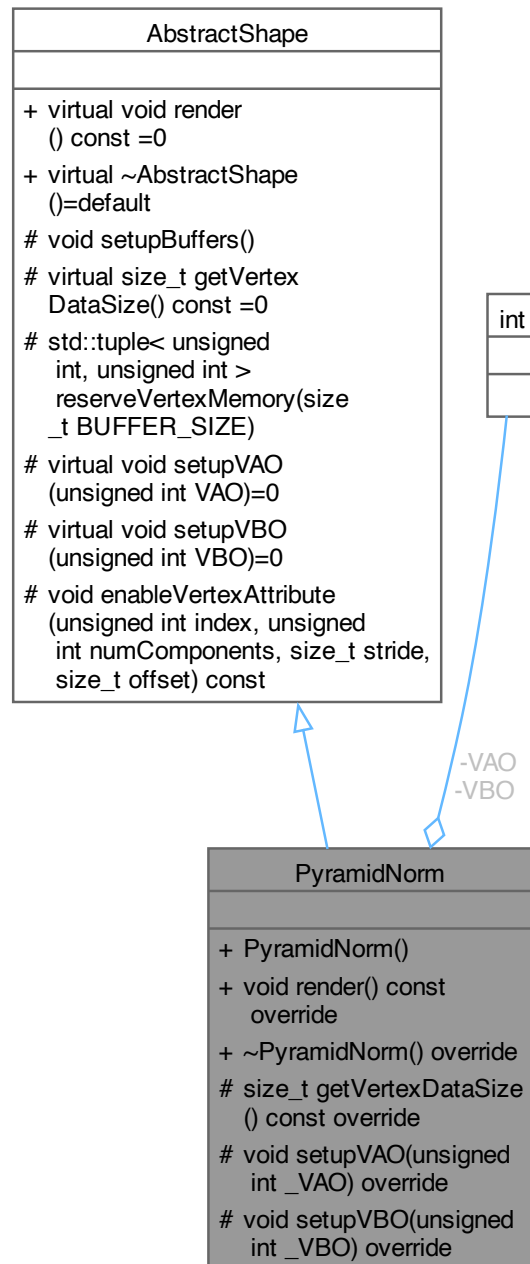 AbstractShape
+ virtual void render
() const =0
+ virtual ~AbstractShape
()=default
# void setupBuffers()
# virtual size_t getVertex
DataSize() const =0
# std::tuple< unsigned
int, unsigned int >
reserveVertexMemory(size
_t BUFFER_SIZE)
# virtual void setupVAO
(unsigned int VAO)=0
# virtual void setupVBO
(unsigned int VBO)=0
# void enableVertexAttribute
(unsigned int index, unsigned
int numComponents, size_t stride,
size_t offset) const
int
-VAO
-VBO
PyramidNorm
+ PyramidNorm()
+ void render() const
override
+ ~PyramidNorm() override
# size_t getVertexDataSize
() const override
# void setupVAO(unsigned
int _VAO) override
# void setupVBO(unsigned
int _VBO) override